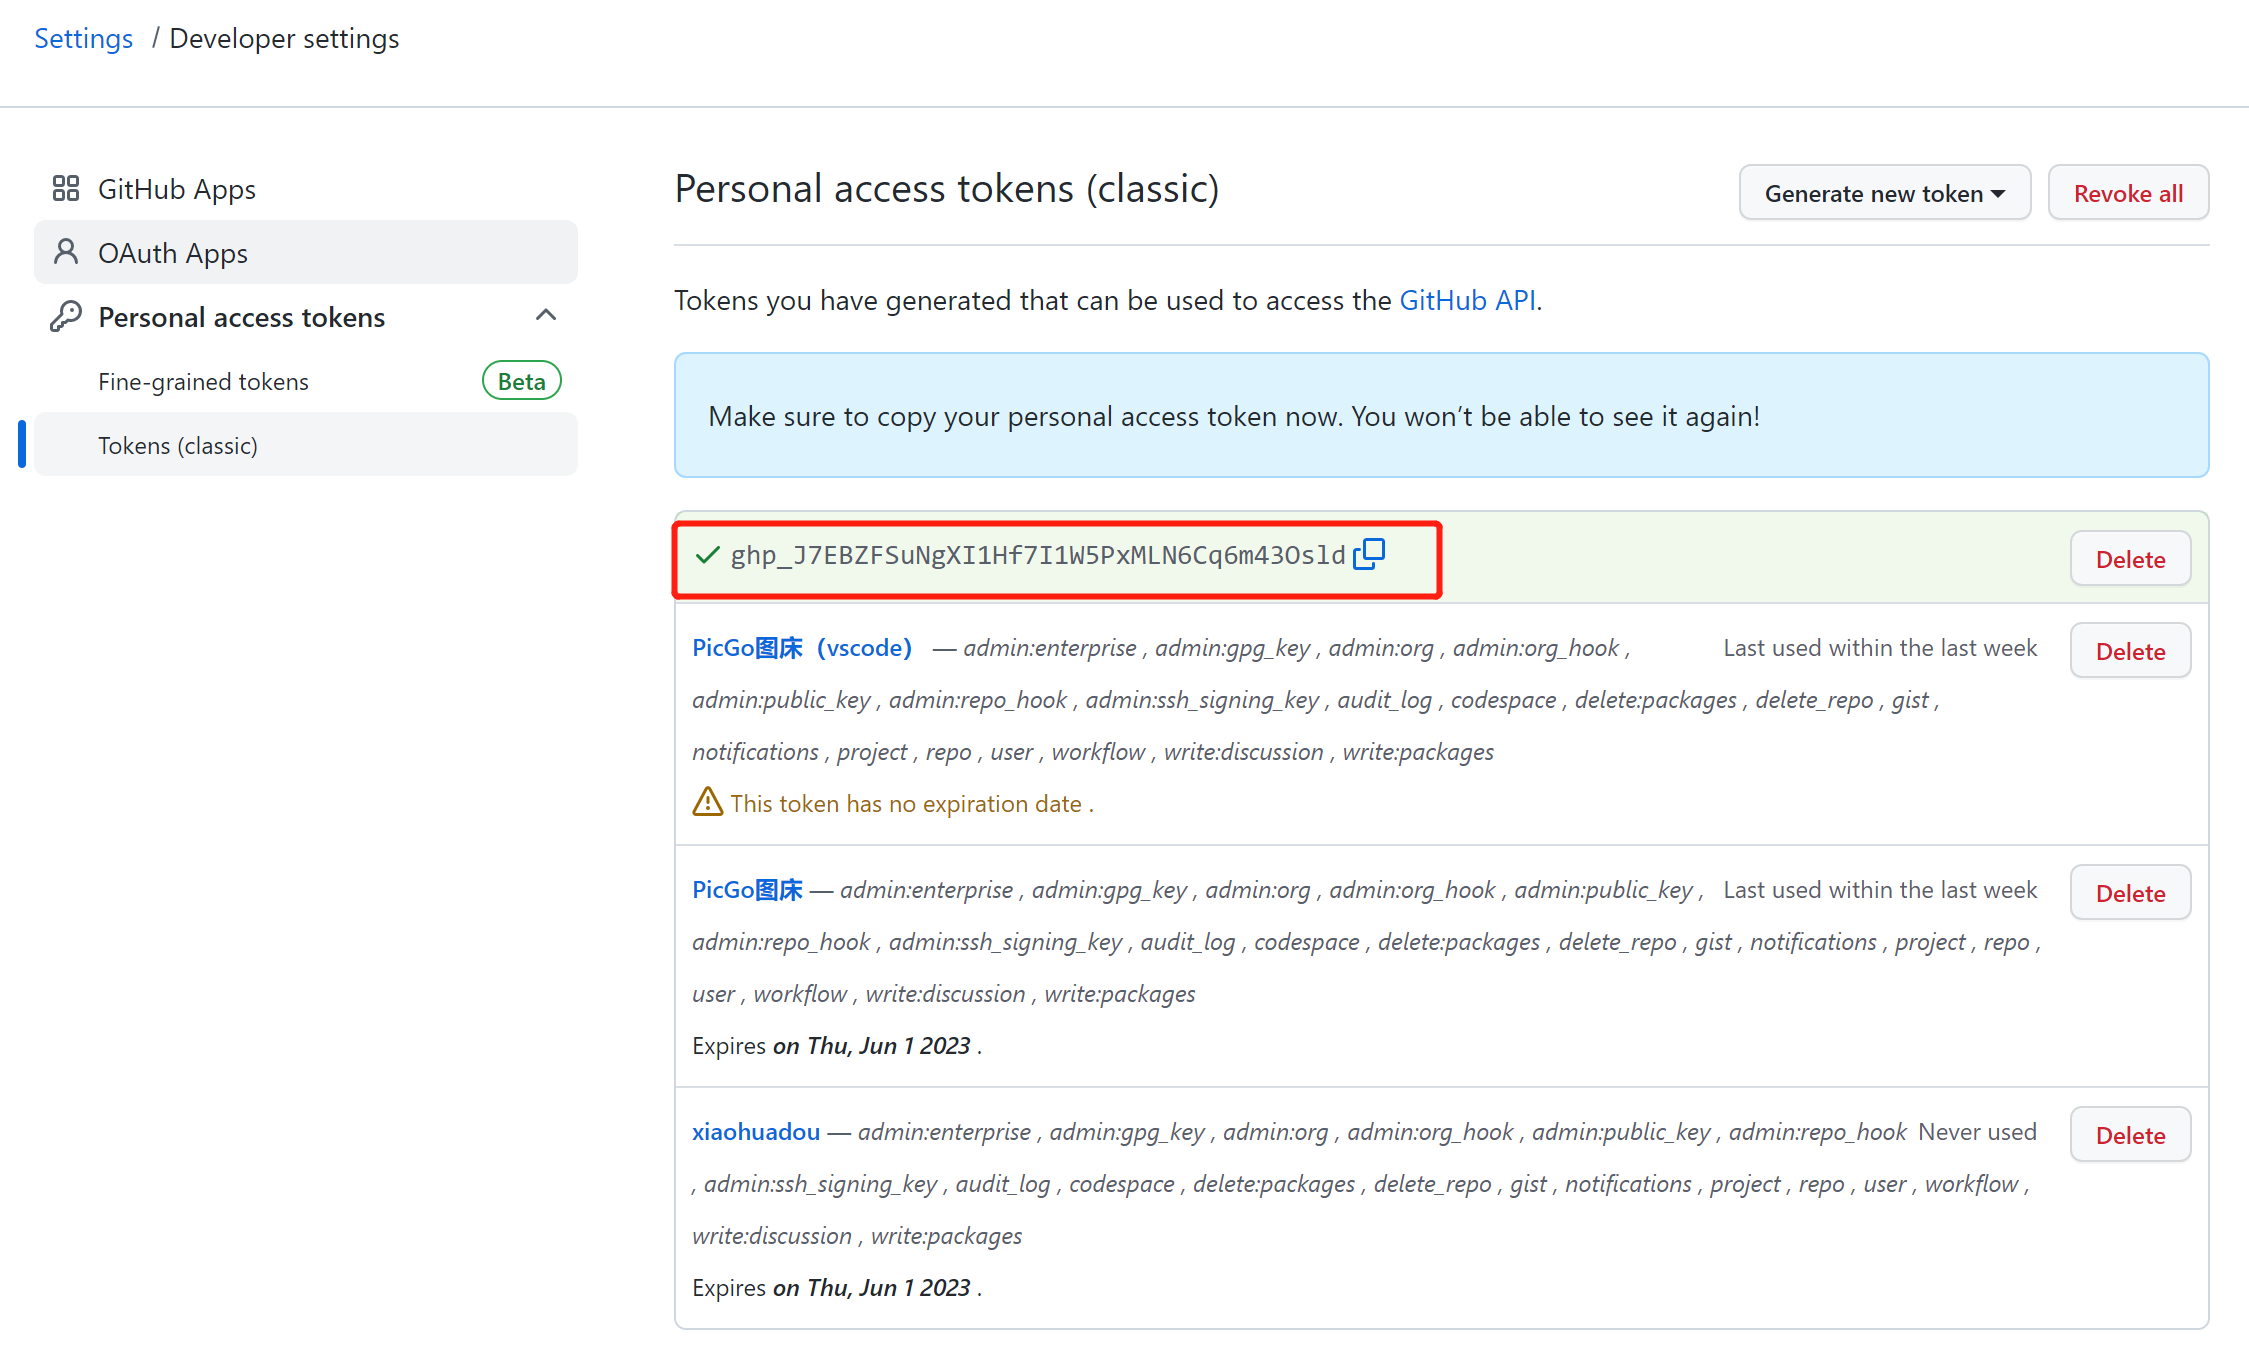 Settings / Developer settings
GitHub Apps
OAuth Apps
Personal access tokens
Fine-grained tokens Beta
Tokens (classic)
Personal access tokens (classic)
Generate new token Revoke all
Tokens you have generated that can be used to access the GitHub API.
Make sure to copy your personal access token now. You won’t be able to see it again!
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 Delete
PicGo图床（vscode） — admin:enterprise , admin:gpg_key , admin:org , admin:org_hook , Last used within the last week Delete
admin:public_key , admin:repo_hook , admin:ssh_signing_key , audit_log , codespace , delete:packages , delete_repo , gist ,
notifications , project , repo , user , workflow , write:discussion , write:packages
This token has no expiration date .
PicGo图床 — admin:enterprise , admin:gpg_key , admin:org , admin:org_hook , admin:public_key , Last used within the last week Delete
admin:repo_hook , admin:ssh_signing_key , audit_log , codespace , delete:packages , delete_repo , gist , notifications , project , repo ,
user , workflow , write:discussion , write:packages
Expires on Thu, Jun 1 2023 .
xiaohuadou — admin:enterprise , admin:gpg_key , admin:org , admin:org_hook , admin:public_key , admin:repo_hook Never used Delete
, admin:ssh_signing_key , audit_log , codespace , delete:packages , delete_repo , gist , notifications , project , repo , user , workflow ,
write:discussion , write:packages
Expires on Thu, Jun 1 2023 .